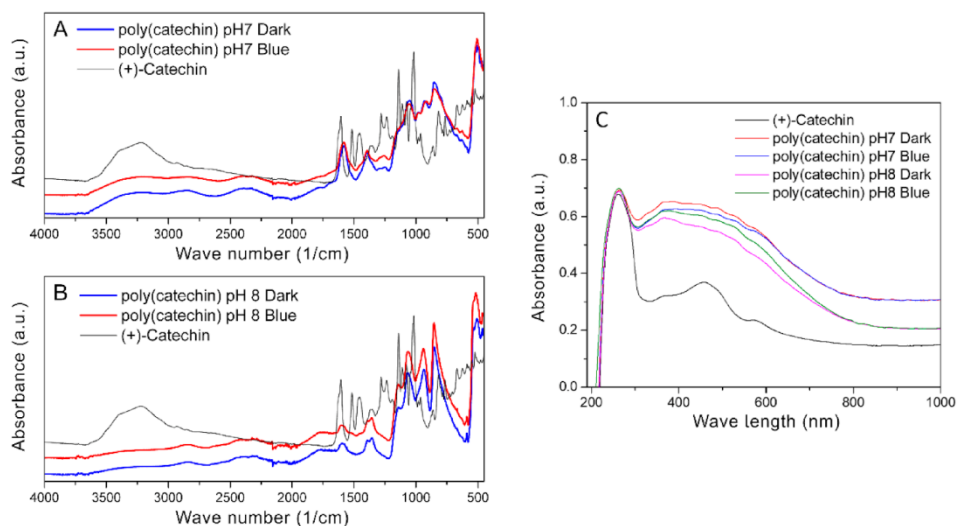 A
poly(catechin) pH7 Dark
poly(catechin) pH7 Blue
(+)-Catechin
Absorbance (a.u.)
4000 3500 3000 2500 2000 1500 1000 500
Wave number (1/cm)
B
poly(catechin) pH 8 Dark
poly(catechin) pH 8 Blue
(+)-Catechin
Absorbance (a.u.)
4000 3500 3000 2500 2000 1500 1000 500
Wave number (1/cm)
C
(+)-Catechin
poly(catechin) pH7 Dark
poly(catechin) pH7 Blue
poly(catechin) pH8 Dark
poly(catechin) pH8 Blue
Absorbance (a.u.)
1.0
0.8
0.6
0.4
0.2
0.0
200 400 600 800 1000
Wave length (nm)